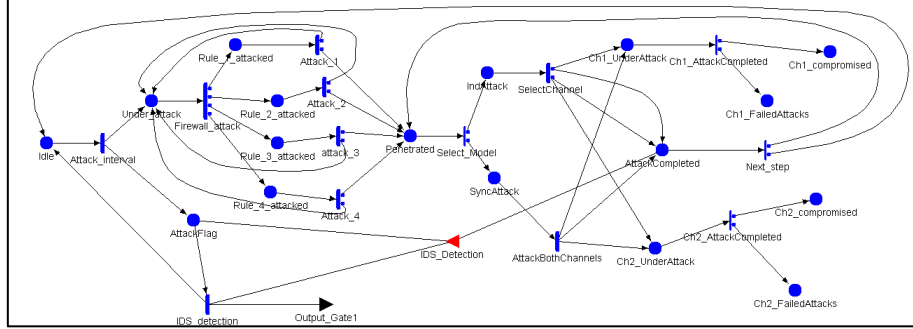 Rule_1_attacked
Attack_1
Ch1_UnderAttack
Ch1_AttackCompleted
Ch1_compromised
IndAttack
SelectChannel
Under_attack
Firewall_attack
Rule_2_attacked
Attack_2
Ch1_FailedAttacks
Idle
Attack_interval
Rule_3_attacked
attack_3
Penetrated
Select_Model
AttackCompleted
Next_step
SyncAttack
Rule_4_attacked
Attack_4
Ch2_compromised
AttackFlag
IDS_Detection
AttackBothChannels
Ch2_UnderAttack
Ch2_AttackCompleted
Ch2_FailedAttacks
IDS_detection
Output_Gate1